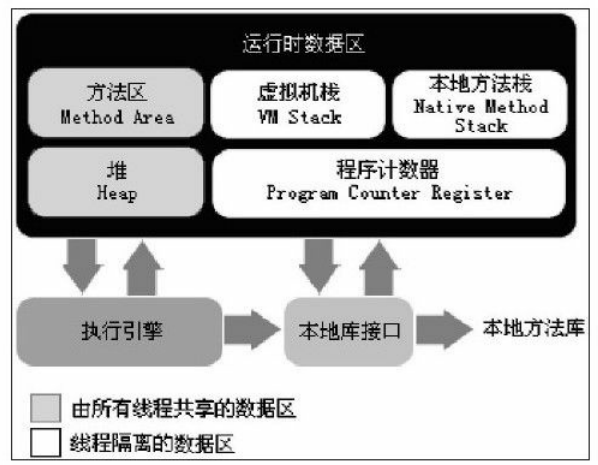 运行时数据区
方法区
Method Area
虚拟机栈
VM Stack
本地方法栈
Native Method
Stack
堆
Heap
程序计数器
Program Counter Register
执行引擎
本地库接口
本地方法库
由所有线程共享的数据区
线程隔离的数据区